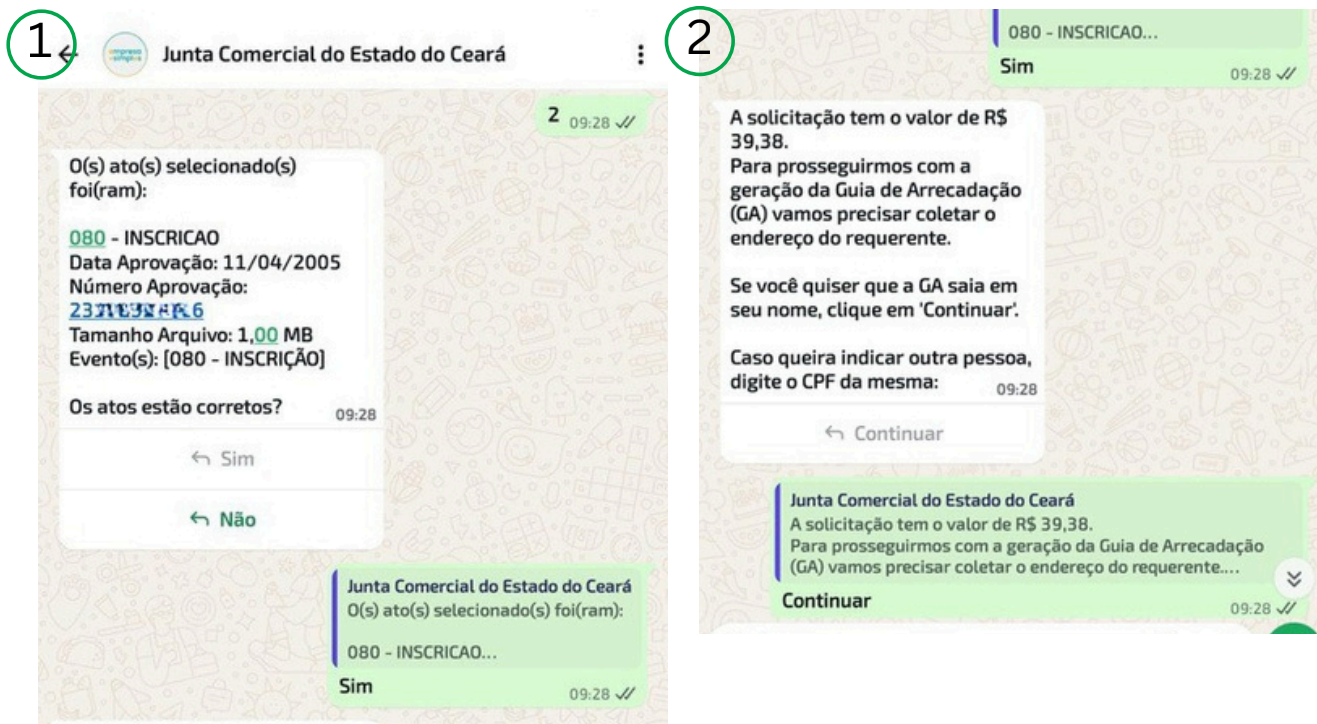 1
Junta Comercial do Estado do Ceará
2 09:28
O(s) ato(s) selecionado(s)
foi(ram):
080 - INSCRICAO
Data Aprovação: 11/04/2005
Número Aprovação:
Tamanho Arquivo: 1,00 MB
Evento(s): [080 - INSCRIÇÃO]
Os atos estão corretos? 09:28
Sim
Não
Junta Comercial do Estado do Ceará
O(s) ato(s) selecionado(s) foi(ram):
080 - INSCRICAO...
Sim 09:28
2
080 - INSCRICAO...
Sim 09:28
A solicitação tem o valor de R$
39,38.
Para prosseguirmos com a
geração da Guia de Arrecadação
(GA) vamos precisar coletar o
endereço do requerente.
Se você quiser que a GA saia em
seu nome, clique em 'Continuar'.
Caso queira indicar outra pessoa,
digite o CPF da mesma: 09:28
Continuar
Junta Comercial do Estado do Ceará
A solicitação tem o valor de R$ 39,38.
Para prosseguirmos com a geração da Guia de Arrecadação
(GA) vamos precisar coletar o endereço do requerente....
Continuar 09:28